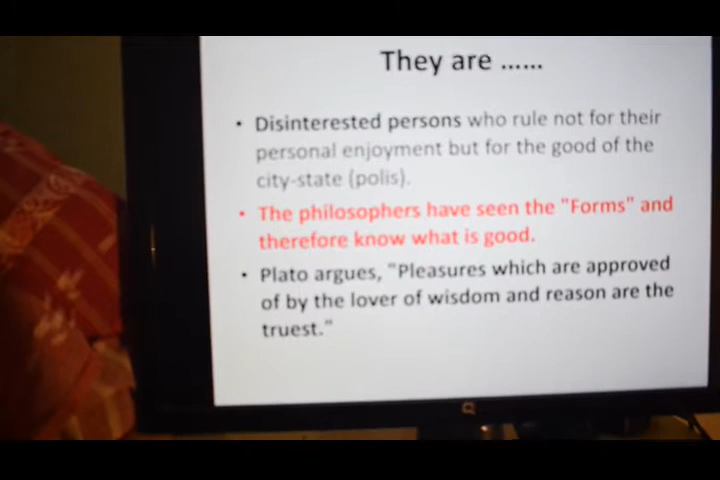 They are ......
• Disinterested persons who rule not for their
personal enjoyment but for the good of the
city-state (polis).
• The philosophers have seen the "Forms" and
therefore know what is good.
• Plato argues, "Pleasures which are approved
of by the lover of wisdom and reason are the
truest."